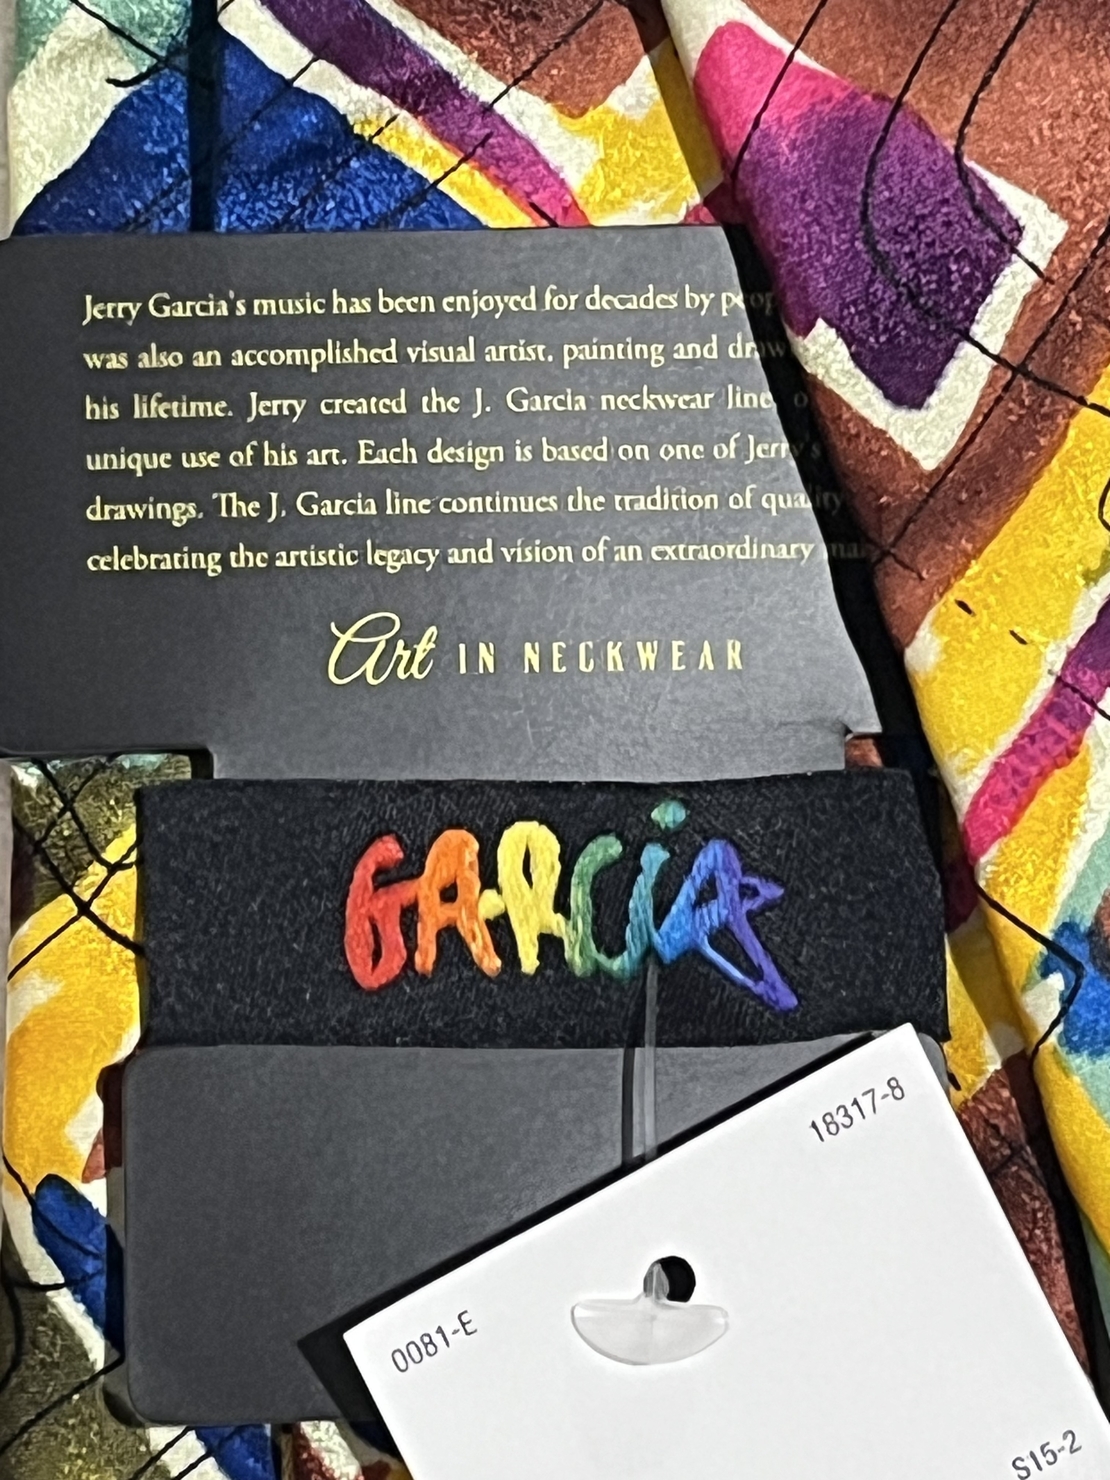 Jerry Garcia's music has been enjoyed for decades by
was also an accomplished visual artist, painting and
his lifetime. Jerry created the J. Garcia neckwear line,
unique use of his art. Each design is based on one of Jerry's
drawings. The J. Garcia line continues the tradition of quality
celebrating the artistic legacy and vision of an extraordinary man
Art IN NECKWEAR
GARCiA
18317-8
0081-E
S15-2